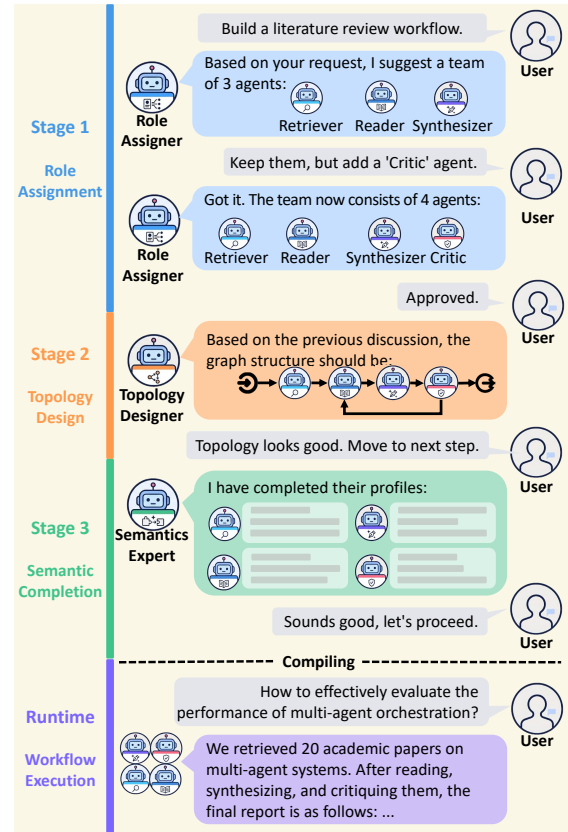 Build a literature review workflow.
User
Based on your request, I suggest a team
of 3 agents:
Retriever Reader Synthesizer
Role
Assigner
Stage 1
Role
Assignment
Keep them, but add a 'Critic' agent.
User
Got it. The team now consists of 4 agents:
Retriever Reader Synthesizer Critic
Role
Assigner
Approved.
User
Stage 2
Topology
Design
Based on the previous discussion, the
graph structure should be:
Topology
Designer
Topology looks good. Move to next step.
User
Stage 3
Semantic
Completion
I have completed their profiles:
Semantics
Expert
Sounds good, let's proceed.
User
Compiling
Runtime
Workflow
Execution
How to effectively evaluate the
performance of multi-agent orchestration?
User
We retrieved 20 academic papers on
multi-agent systems. After reading,
synthesizing, and critiquing them, the
final report is as follows: ...